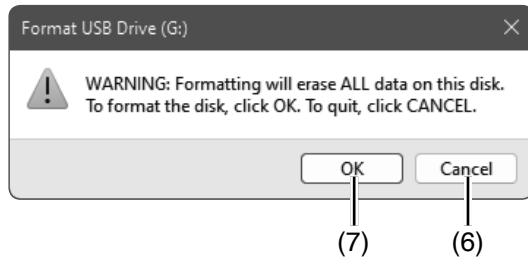 Format USB Drive (G:)
WARNING: Formatting will erase ALL data on this disk.
To format the disk, click OK. To quit, click CANCEL.
OK Cancel
(7) (6)